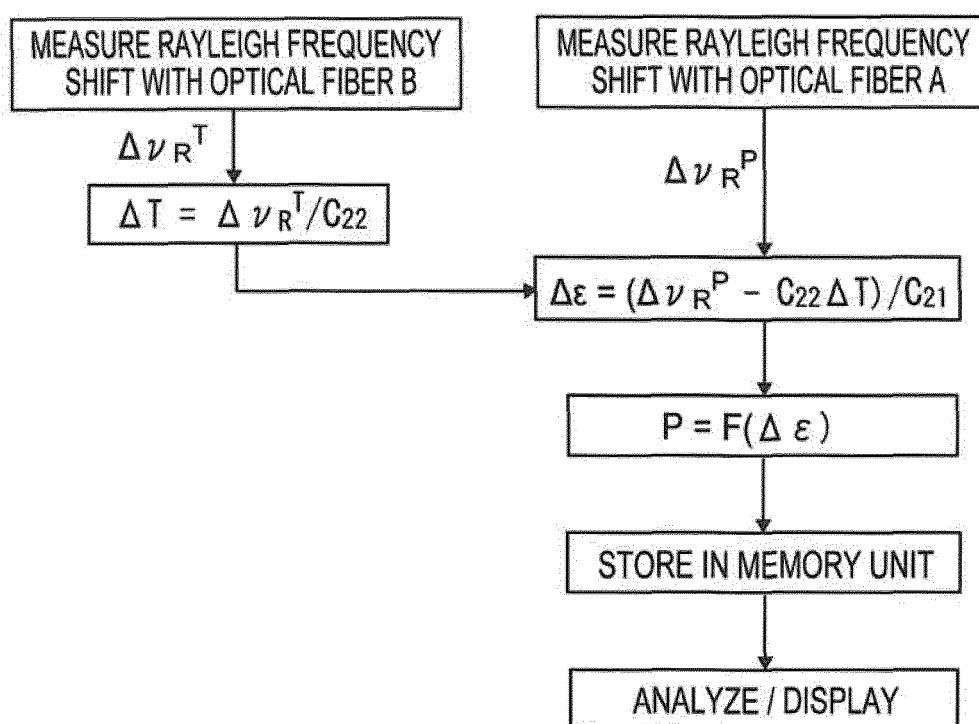 MEASURE RAYLEIGH FREQUENCY
SHIFT WITH OPTICAL FIBER B
Δν_R^T
ΔT = Δν_R^T/C₂₂
MEASURE RAYLEIGH FREQUENCY
SHIFT WITH OPTICAL FIBER A
Δν_R^P
Δε = (Δν_R^P - C₂₂ΔT)/C₂₁
P = F(Δε)
STORE IN MEMORY UNIT
ANALYZE / DISPLAY